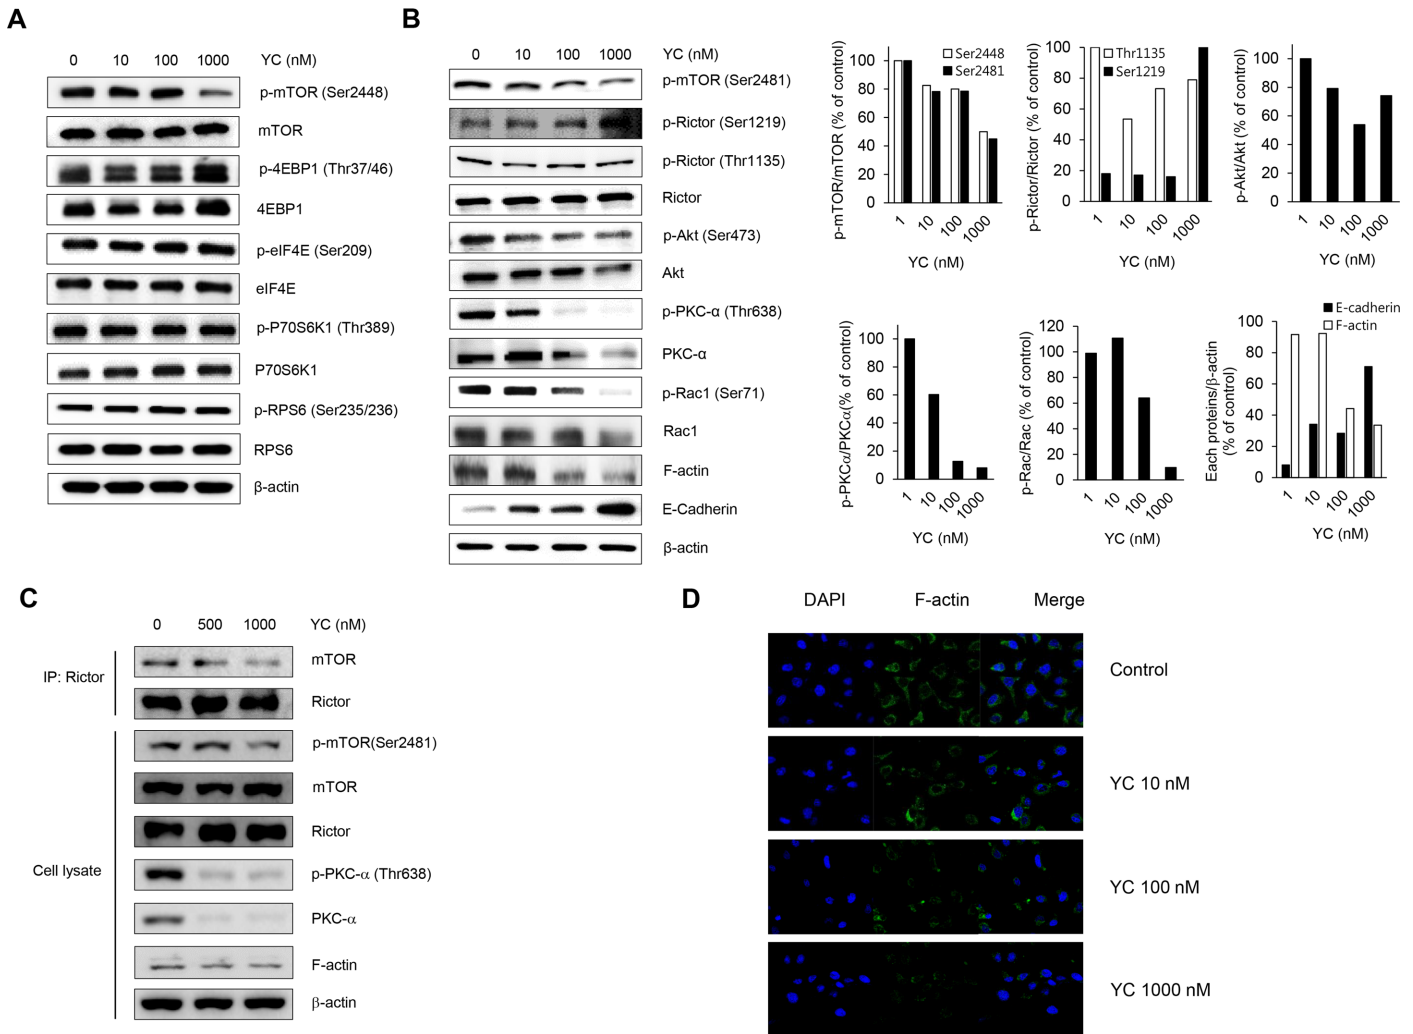 A
0 10 100 1000 YC (nM)
p-mTOR (Ser2448)
mTOR
p-4EBP1 (Thr37/46)
4EBP1
p-eIF4E (Ser209)
eIF4E
p-P70S6K1 (Thr389)
P70S6K1
p-RPS6 (Ser235/236)
RPS6
β-actin
B
0 10 100 1000 YC (nM)
p-mTOR (Ser2481)
p-Rictor (Ser1219)
p-Rictor (Thr1135)
Rictor
p-Akt (Ser473)
Akt
p-PKC-α (Thr638)
PKC-α
p-Rac1 (Ser71)
Rac1
F-actin
E-Cadherin
β-actin
p-mTOR/mTOR (% of control)
100
80
60
40
20
0
Ser2448
Ser2481
1 10 100 1000
YC (nM)
p-Rictor/Rictor (% of control)
100
80
60
40
20
0
Thr1135
Ser1219
1 10 100 1000
YC (nM)
p-Akt/Akt (% of control)
100
80
60
40
20
0
1 10 100 1000
YC (nM)
p-PKCα/PKCα(% of control)
100
80
60
40
20
0
1 10 100 1000
YC (nM)
p-Rac/Rac (% of control)
120
100
80
60
40
20
0
1 10 100 1000
YC (nM)
Each proteins/β-actin
(% of control)
E-cadherin
F-actin
100
80
60
40
20
0
1 10 100 1000
YC (nM)
C
0 500 1000 YC (nM)
IP: Rictor
mTOR
Rictor
Cell lysate
p-mTOR(Ser2481)
mTOR
Rictor
p-PKC-α (Thr638)
PKC-α
F-actin
β-actin
D
DAPI F-actin Merge
Control
YC 10 nM
YC 100 nM
YC 1000 nM